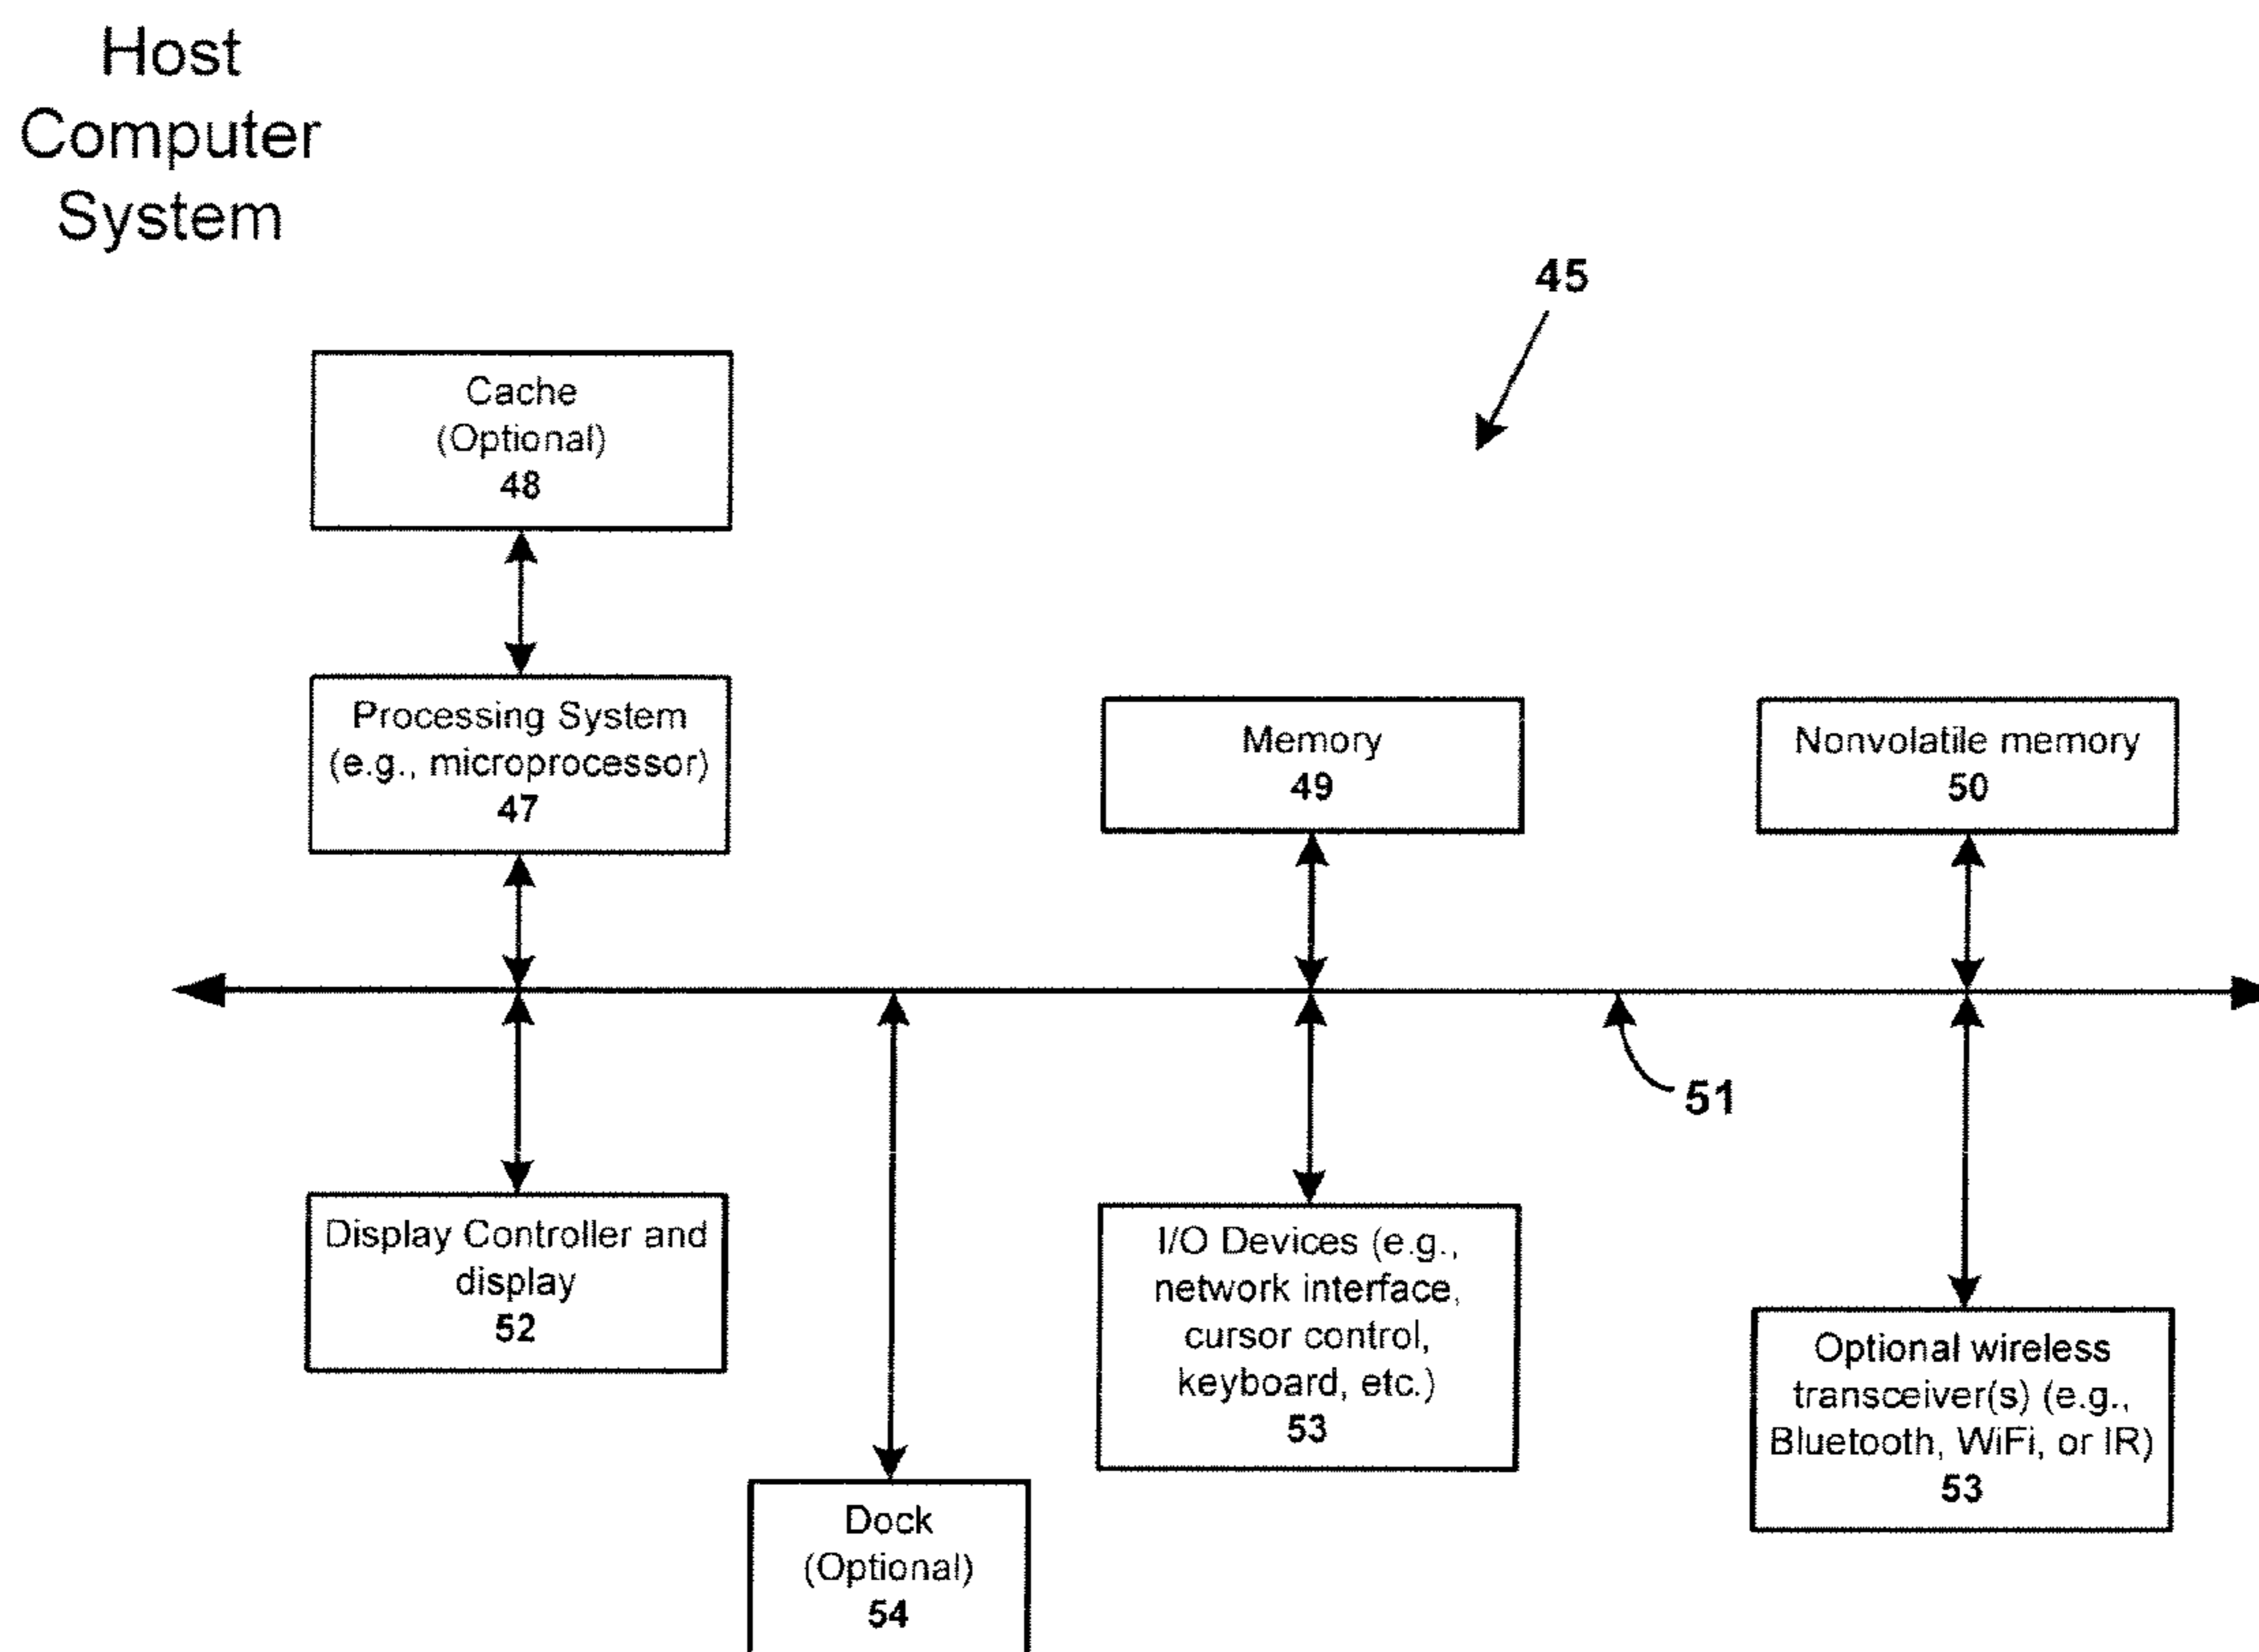 Host
Computer
System
45
Cache
(Optional)
48
Processing System
(e.g., microprocessor)
47
Memory
49
Nonvolatile memory
50
51
Display Controller and
display
52
I/O Devices (e.g.,
network interface,
cursor control,
keyboard, etc.)
53
Optional wireless
transceiver(s) (e.g.,
Bluetooth, WiFi, or IR)
53
Dock
(Optional)
54